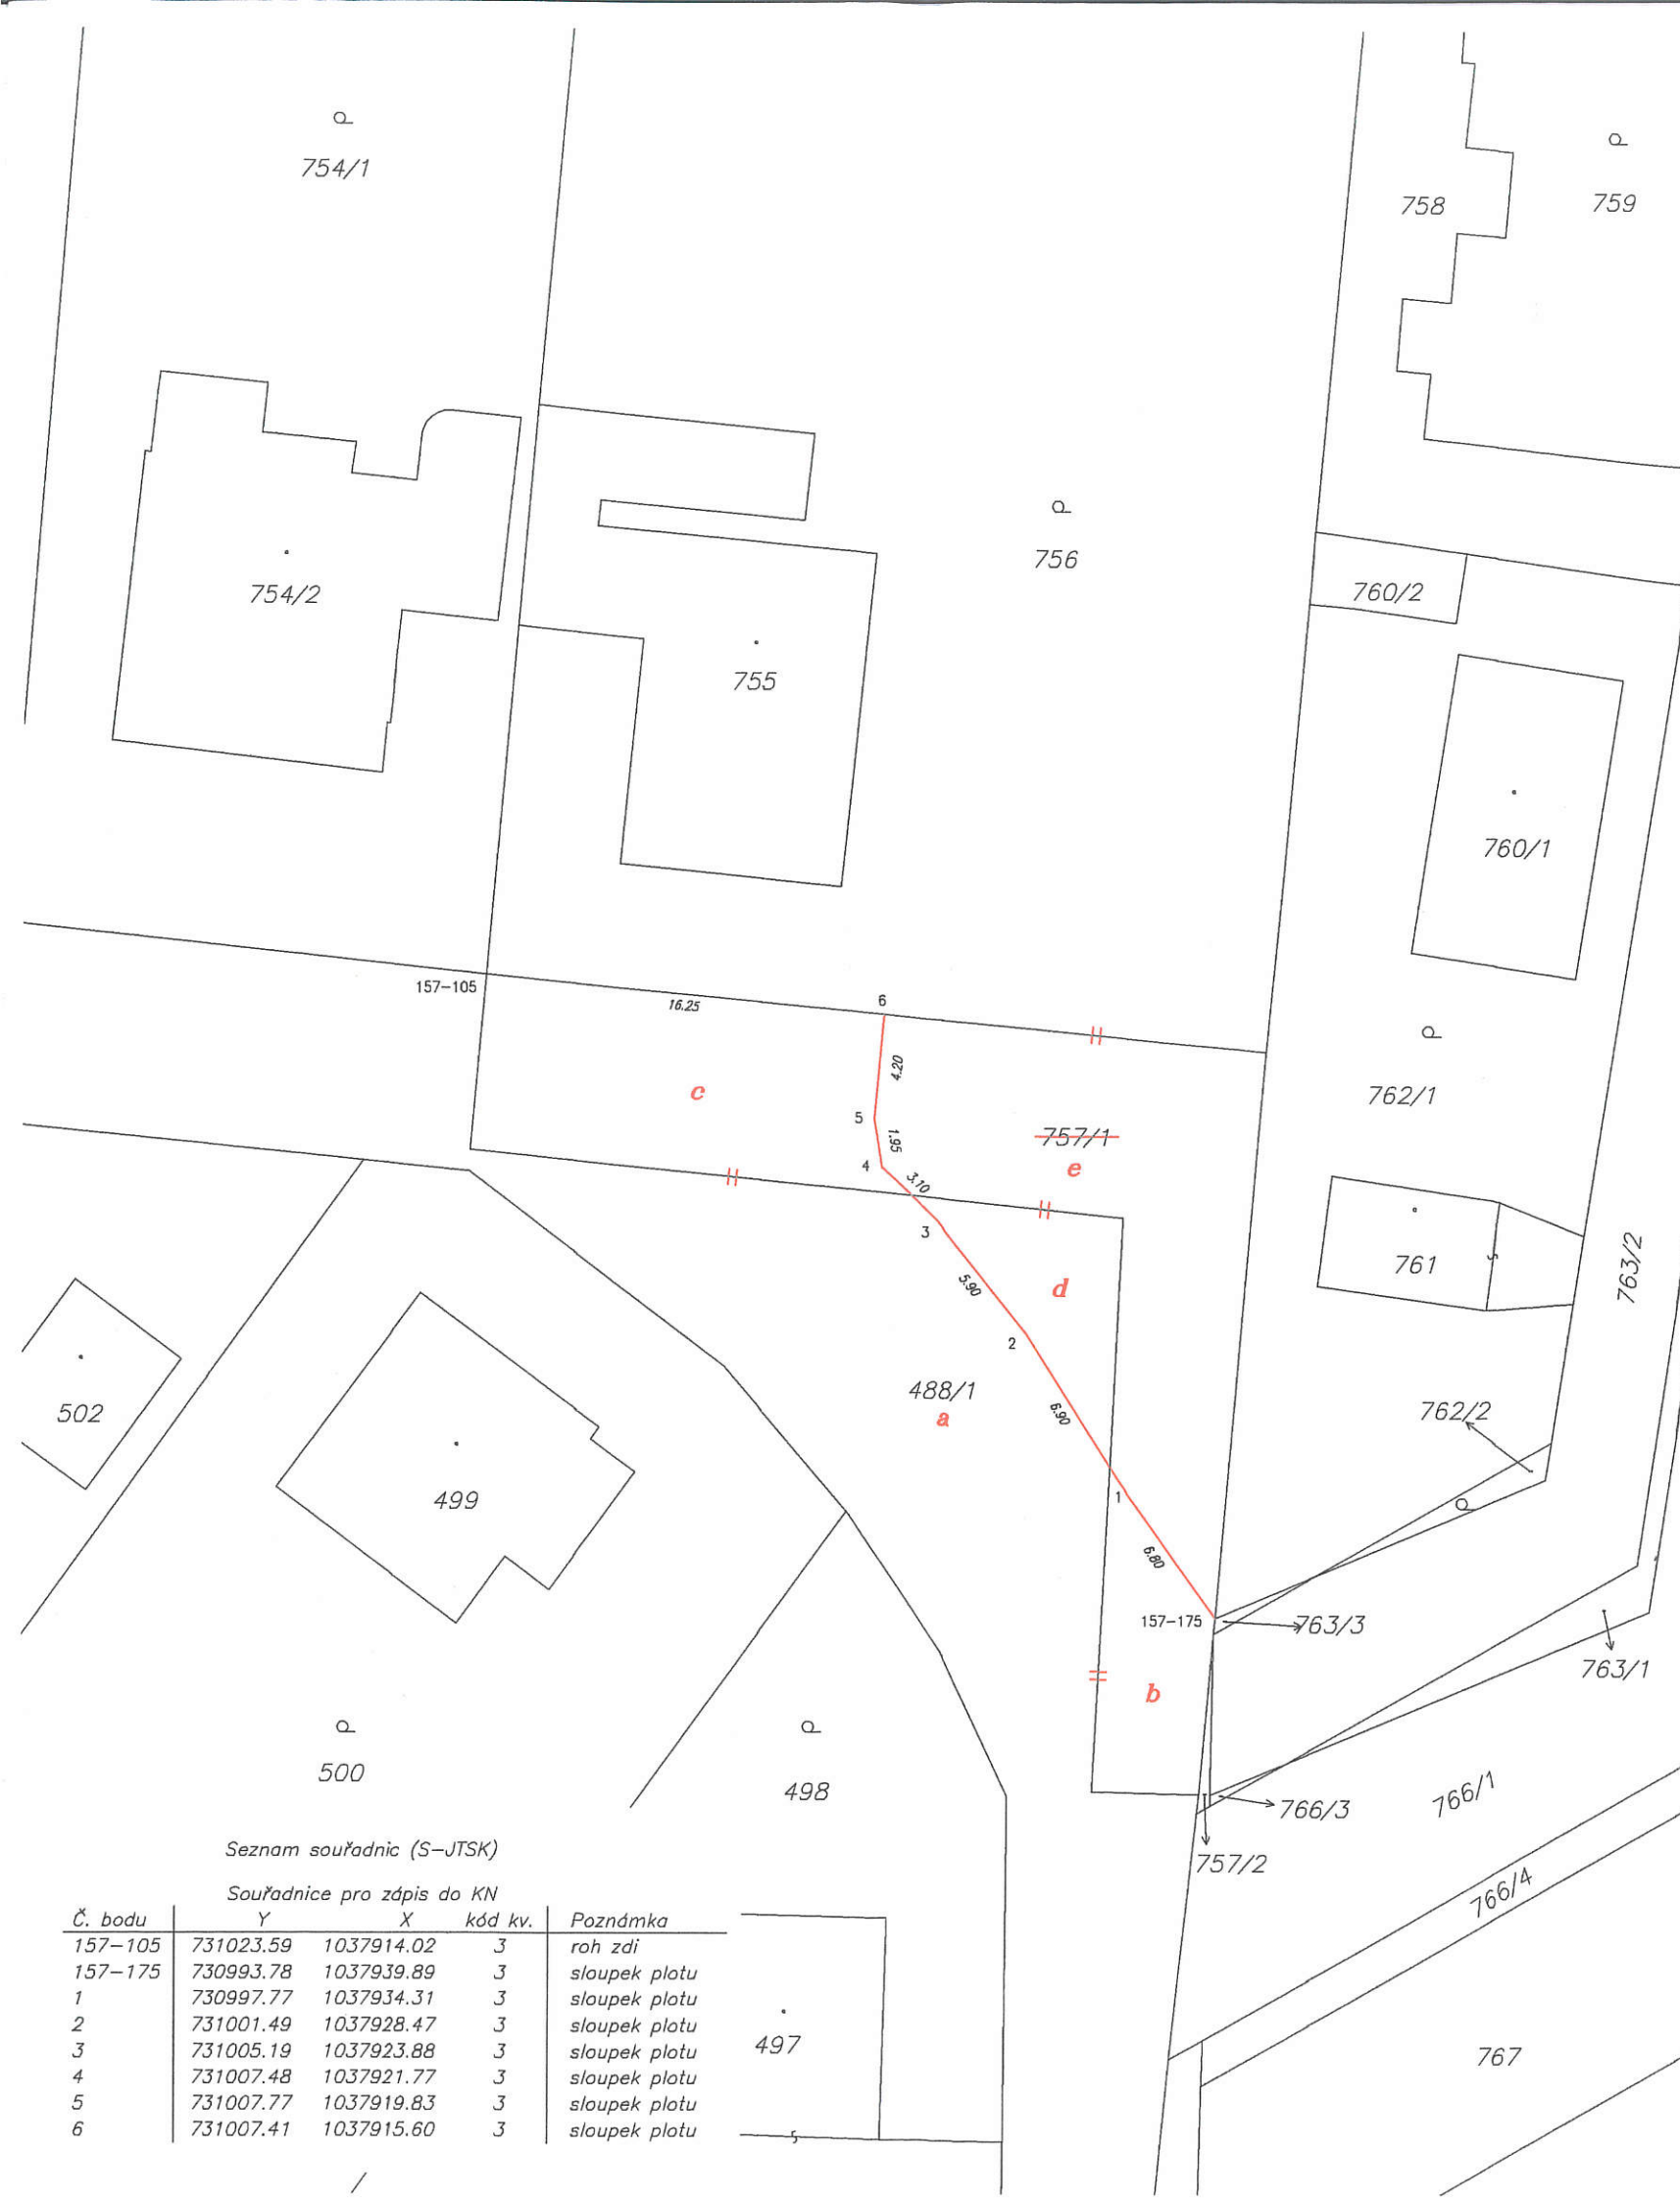 754/1
758
759
754/2
756
760/2
755
760/1
157-105
16.25
6
4.20
c
5
1.95
4
3.10
757/1
e
762/1
3
5.90
d
761
763/2
2
502
488/1
a
6.90
762/2
499
1
6.80
157-175
763/3
763/1
b
500
498
766/3
766/1
757/2
766/4
497
767
Seznam souřadnic (S-JTSK)
Souřadnice pro zápis do KN
Č. bodu Y X kód kv. Poznámka
157-105 731023.59 1037914.02 3 roh zdi
157-175 730993.78 1037939.89 3 sloupek plotu
1 730997.77 1037934.31 3 sloupek plotu
2 731001.49 1037928.47 3 sloupek plotu
3 731005.19 1037923.88 3 sloupek plotu
4 731007.48 1037921.77 3 sloupek plotu
5 731007.77 1037919.83 3 sloupek plotu
6 731007.41 1037915.60 3 sloupek plotu